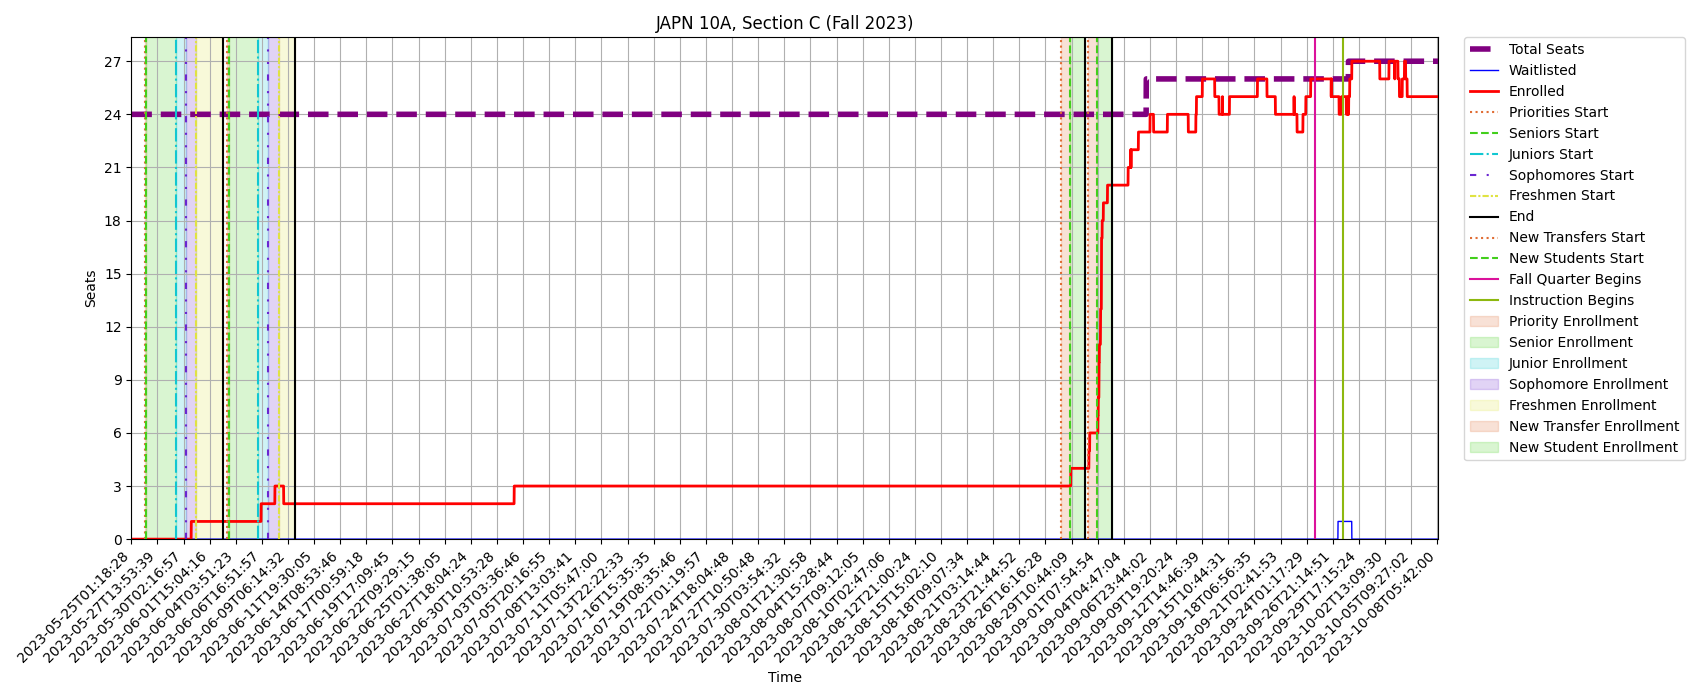 JAPN 10A, Section C (Fall 2023)
Seats
27
24
21
18
15
12
9
6
3
0
2023-05-25T01:18:28
2023-05-27T13:53:39
2023-05-30T02:16:57
2023-06-01T15:04:16
2023-06-04T03:51:23
2023-06-06T16:51:57
2023-06-09T06:14:32
2023-06-11T19:30:05
2023-06-14T08:53:46
2023-06-17T00:59:18
2023-06-19T17:09:45
2023-06-22T09:29:15
2023-06-25T01:38:05
2023-06-27T18:04:24
2023-06-30T10:53:28
2023-07-03T03:36:46
2023-07-05T20:16:55
2023-07-08T13:03:41
2023-07-11T05:47:00
2023-07-13T22:22:33
2023-07-16T15:35:35
2023-07-19T08:35:46
2023-07-22T01:19:57
2023-07-24T18:04:48
2023-07-27T10:50:48
2023-07-30T03:54:32
2023-08-01T21:30:58
2023-08-04T15:28:44
2023-08-07T09:12:05
2023-08-10T02:47:06
2023-08-12T21:00:24
2023-08-15T15:02:10
2023-08-18T09:07:34
2023-08-21T03:14:44
2023-08-23T21:44:52
2023-08-26T16:16:28
2023-08-29T10:44:09
2023-09-01T07:54:54
2023-09-04T04:47:04
2023-09-06T23:44:02
2023-09-09T19:20:24
2023-09-12T14:46:39
2023-09-15T10:44:31
2023-09-18T06:56:35
2023-09-21T02:41:53
2023-09-24T01:17:29
2023-09-26T21:14:51
2023-09-29T17:15:24
2023-10-02T13:09:30
2023-10-05T09:27:02
2023-10-08T05:42:00
Time
Total Seats
Waitlisted
Enrolled
Priorities Start
Seniors Start
Juniors Start
Sophomores Start
Freshmen Start
End
New Transfers Start
New Students Start
Fall Quarter Begins
Instruction Begins
Priority Enrollment
Senior Enrollment
Junior Enrollment
Sophomore Enrollment
Freshmen Enrollment
New Transfer Enrollment
New Student Enrollment